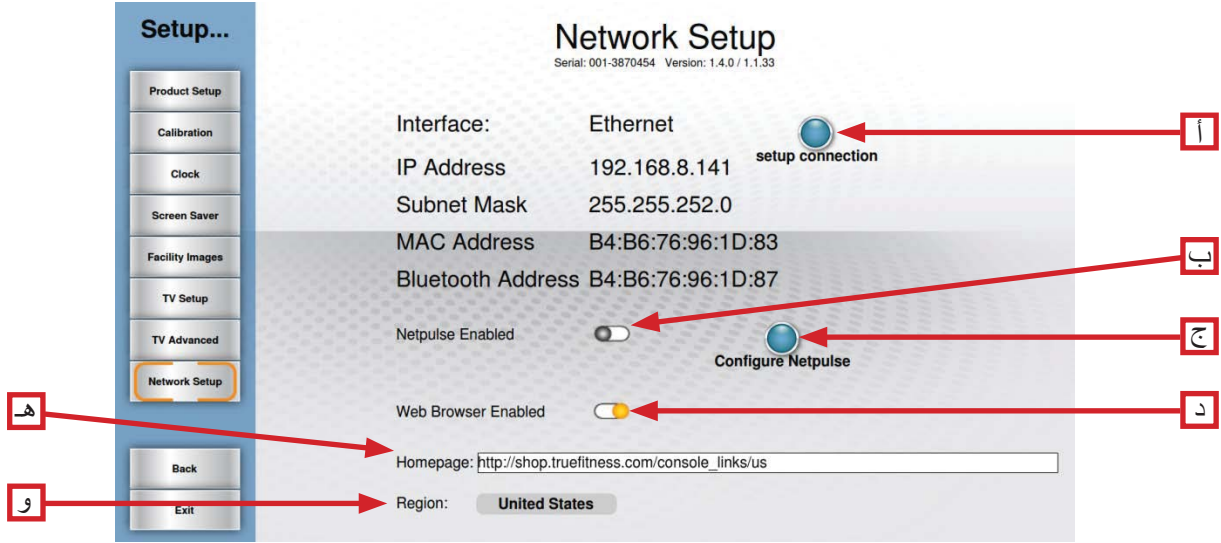 Setup...
Product Setup
Calibration
Clock
Screen Saver
Facility Images
TV Setup
TV Advanced
Network Setup
Back
Exit
Network Setup
Serial: 001-3870454 Version: 1.4.0 / 1.1.33
Interface: Ethernet
setup connection
IP Address 192.168.8.141
Subnet Mask 255.255.252.0
MAC Address B4:B6:76:96:1D:83
Bluetooth Address B4:B6:76:96:1D:87
Netpulse Enabled
Configure Netpulse
Web Browser Enabled
Homepage: http://shop.truefitness.com/console_links/us
Region: United States
أ
ب
ج
د
هـ
و